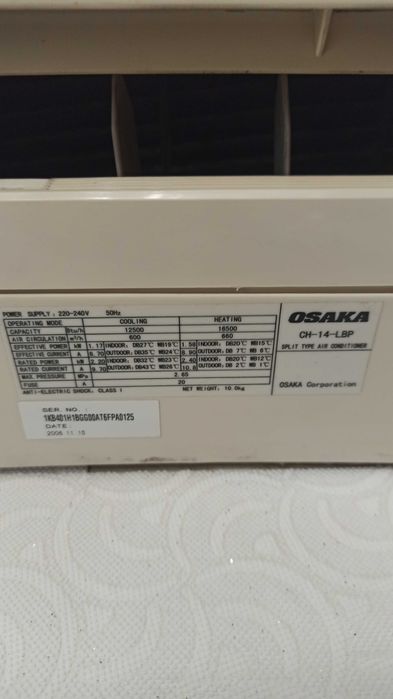 POWER SUPPLY: 220-240V 50Hz
OPERATING MODE COOLING HEATING
CAPACITY Btu/h 12500 16500
AIR CIRCULATION m³/h 600 660
EFFECTIVE POWER kW 1.17 INDOOR: DB27℃ WB19℃ 1.58 INDOOR: DB20℃ WB15℃
EFFECTIVE CURRENT A OUTDOOR: DB35℃ WB24℃ 6.90 OUTDOOR: DB 7℃ WB 6℃
RATED POWER kW 2.20 INDOOR: DB32℃ WB23℃ 2.40 INDOOR: DB20℃ WB12℃
RATED CURRENT A 9.70 OUTDOOR: DB43℃ WB26℃ 10.8 OUTDOOR: DB 2℃ WB 1℃
MAX PRESSURE MPa 2.65
FUSE A 20
ANTI-ELECTRIC SHOCK: CLASS I NET WEIGHT: 10.0kg
OSAKA
CH-14-LBP
SPLIT TYPE AIR CONDITIONER
OSAKA Corporation
SER. NO.:
1KB401H1BGG00AT6FPA0125
DATE:
2005.11.15